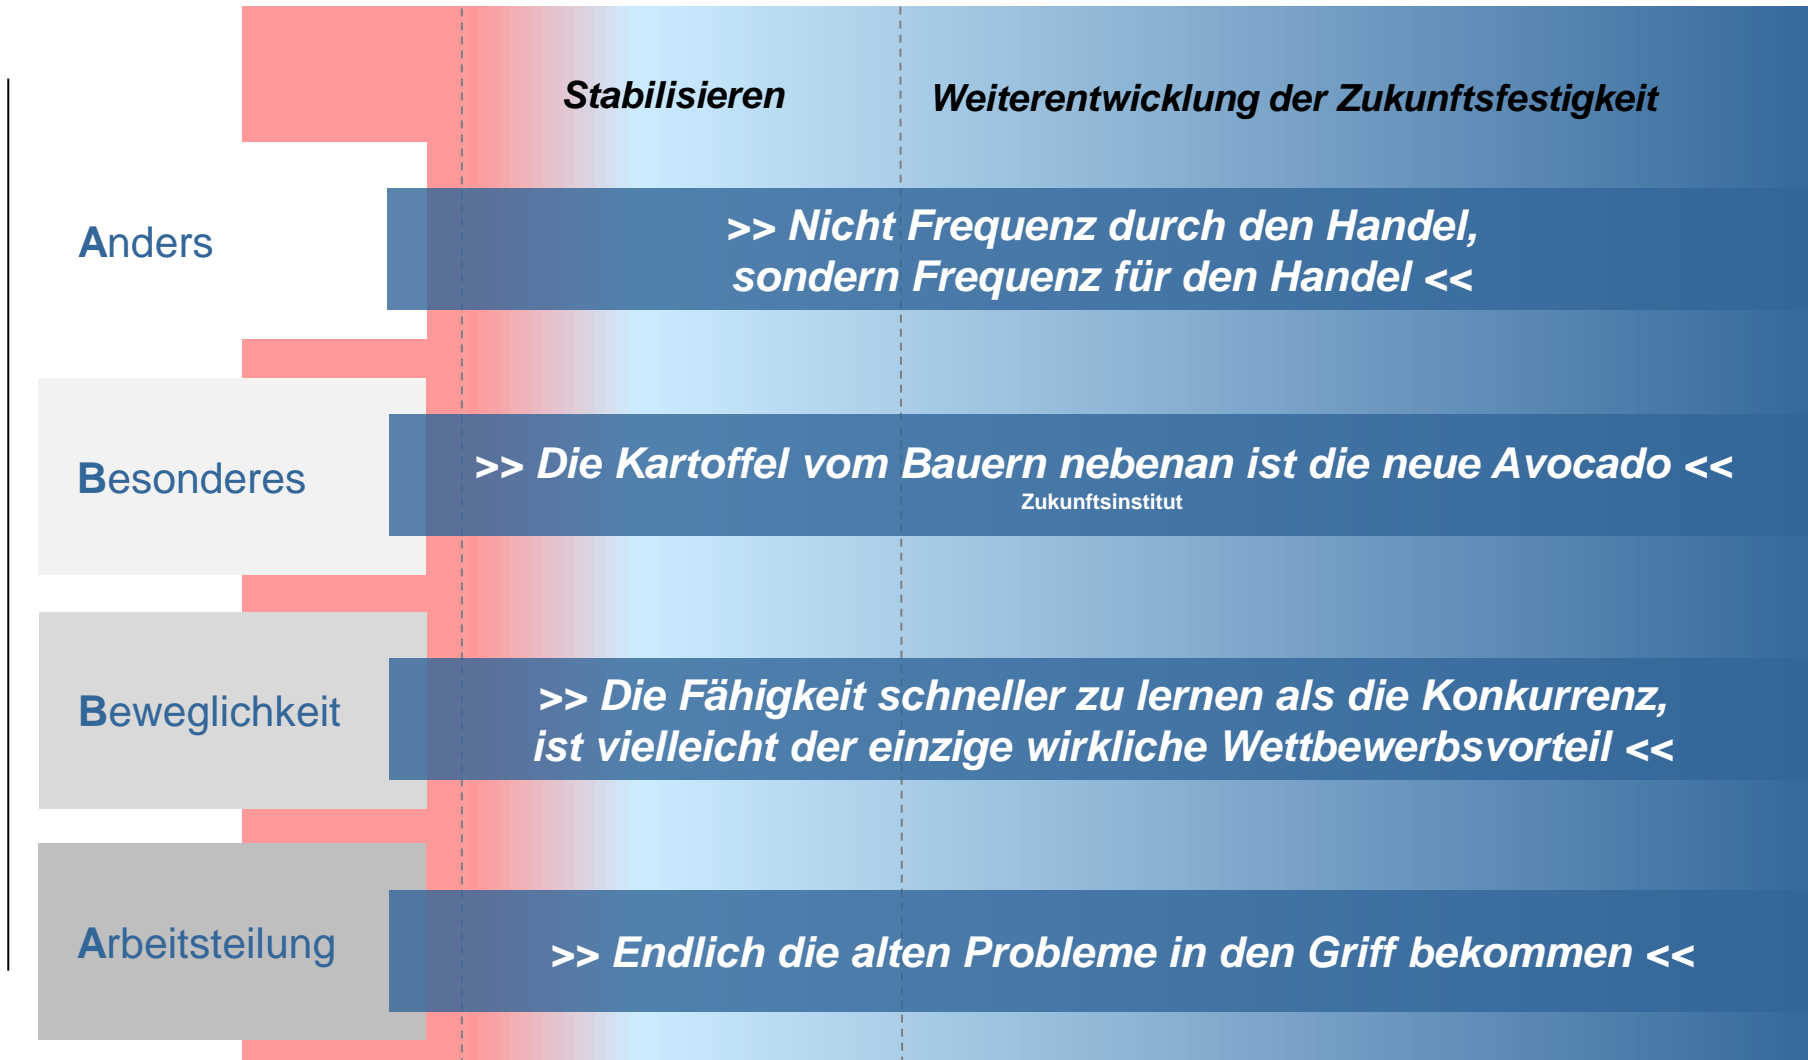 Stabilisieren
Weiterentwicklung der Zukunftsfestigkeit
Anders
>> Nicht Frequenz durch den Handel,
sondern Frequenz für den Handel <<
Besonderes
>> Die Kartoffel vom Bauern nebenan ist die neue Avocado <<
Zukunftsinstitut
Beweglichkeit
>> Die Fähigkeit schneller zu lernen als die Konkurrenz,
ist vielleicht der einzige wirkliche Wettbewerbsvorteil <<
Arbeitsteilung
>> Endlich die alten Probleme in den Griff bekommen <<